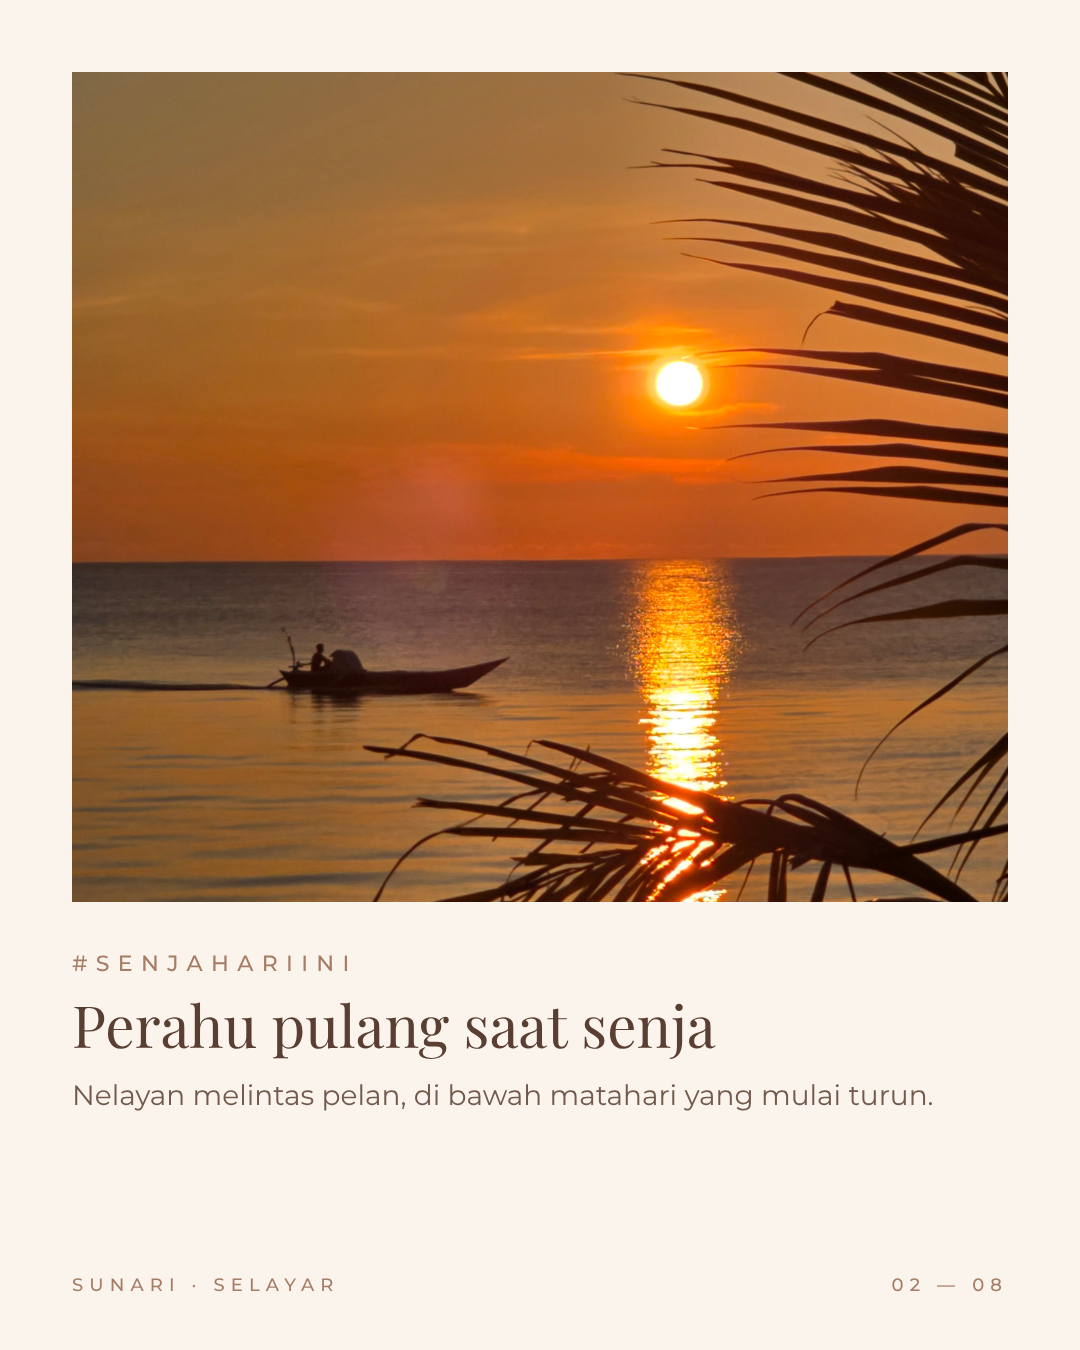 #SENJAHARIINI
Perahu pulang saat senja
Nelayan melintas pelan, di bawah matahari yang mulai turun.
SUNARI · SELAYAR
02 — 08